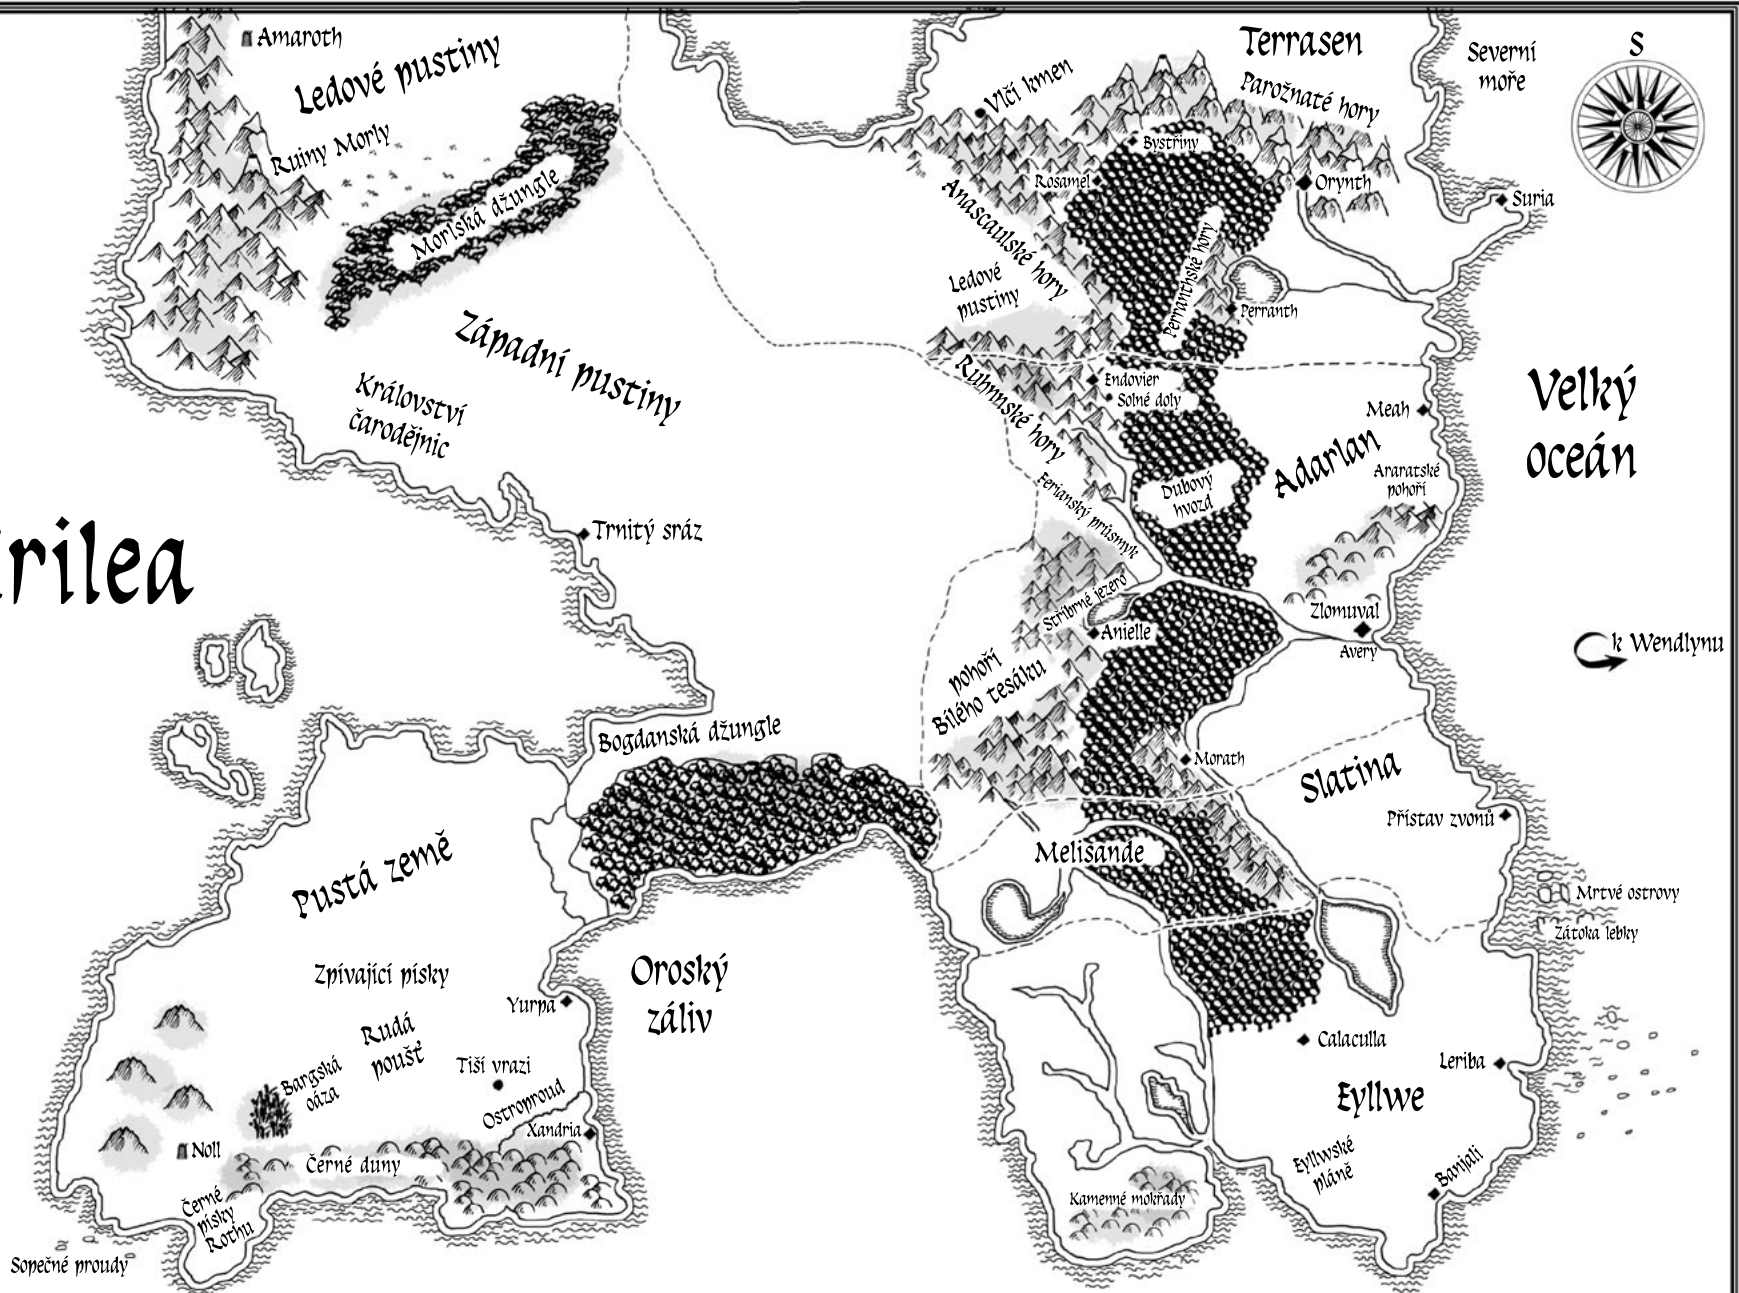 Amaroth
Ledové pustiny
Ruiny Morly
Morlská džungle
Západní pustiny
Království
čarodějnic
Trnitý sráz
rilea
Terrasen
Severní
moře
S
Vlčí kmen
Parožnaté hory
Bystřiny
Rosamel
Orynth
Suria
Anascaulské hory
Perranthské hory
Ledové
pustiny
Perranth
Ruhnnské hory
Endovier
Solné doly
Meah
Velký
oceán
Adarlan
Araratské
pohoří
Ferianský průsmyk
Dubový
hvozd
Stříbrné jezero
Anielle
Zlomuval
Avery
k Wendlynu
pohoří
Bílého tesáku
Morath
Slatina
Přístav zvonů
Bogdanská džungle
Melisande
Mrtvé ostrovy
Zátoka lebky
Pustá země
Oroský
záliv
Zpívající písky
Yurpa
Rudá
poušť
Tiší vrazi
Bargská
oáza
Ostroproud
Xandria
Noll
Černé duny
Černé
písky
Rothu
Sopečné proudy
Calaculla
Leriba
Eyllwe
Eyllwské
pláně
Banjali
Kamenné mokřady